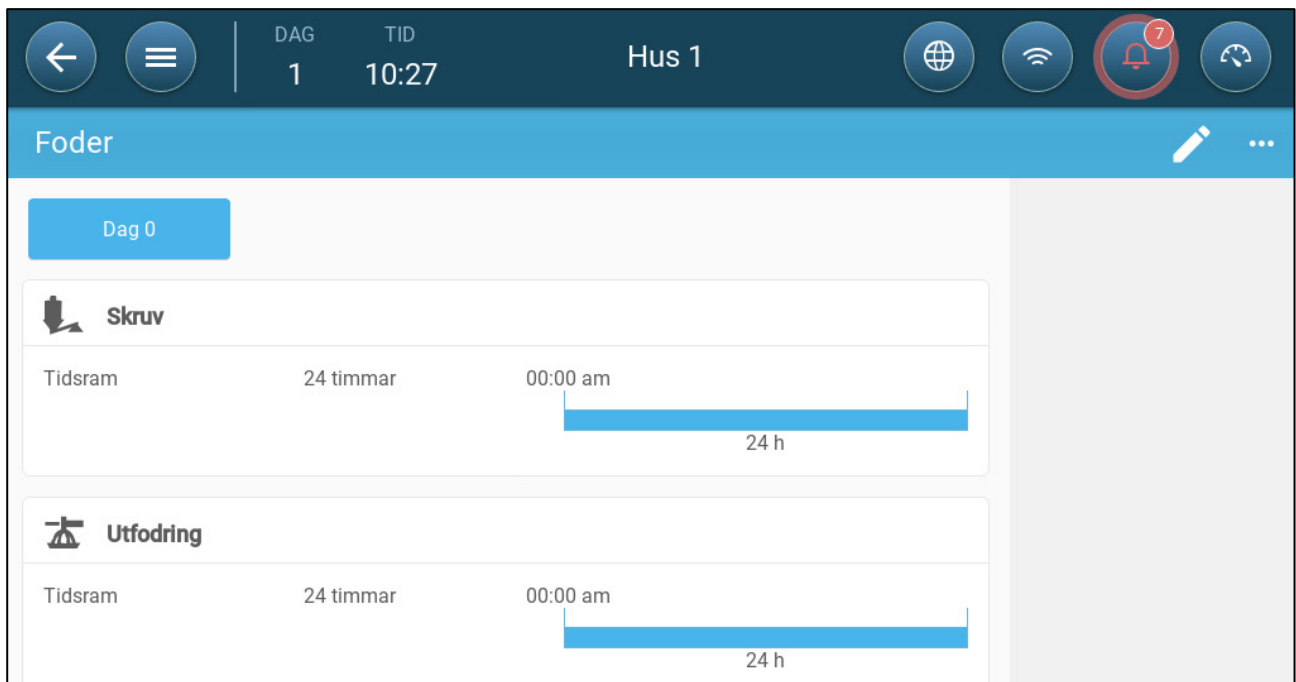 DAG TID
1 10:27
Hus 1
7
Foder
Dag 0
Skruv
Tidsram 24 timmar 00:00 am
24 h
Utfodring
Tidsram 24 timmar 00:00 am
24 h